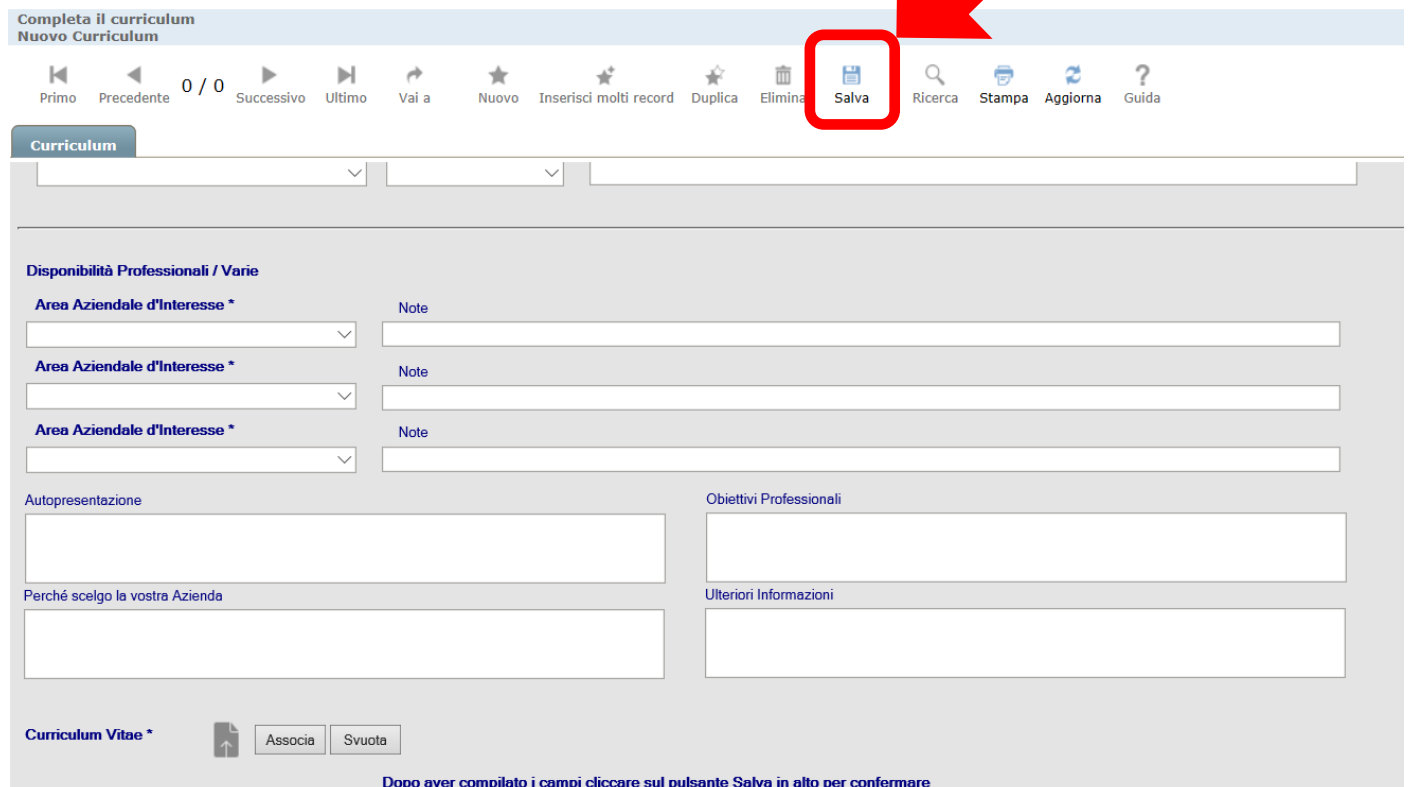 Completa il curriculum
Nuovo Curriculum
Primo Precedente 0 / 0 Successivo Ultimo Vai a Nuovo Inserisci molti record Duplica Elimina Salva Ricerca Stampa Aggiorna Guida
Curriculum
Disponibilità Professionali / Varie
Area Aziendale d'Interesse * Note
Area Aziendale d'Interesse * Note
Area Aziendale d'Interesse * Note
Autopresentazione Obiettivi Professionali
Perché scelgo la vostra Azienda Ulteriori Informazioni
Curriculum Vitae * Associa Svuota
Dopo aver compilato i campi cliccare sul pulsante Salva in alto per confermare